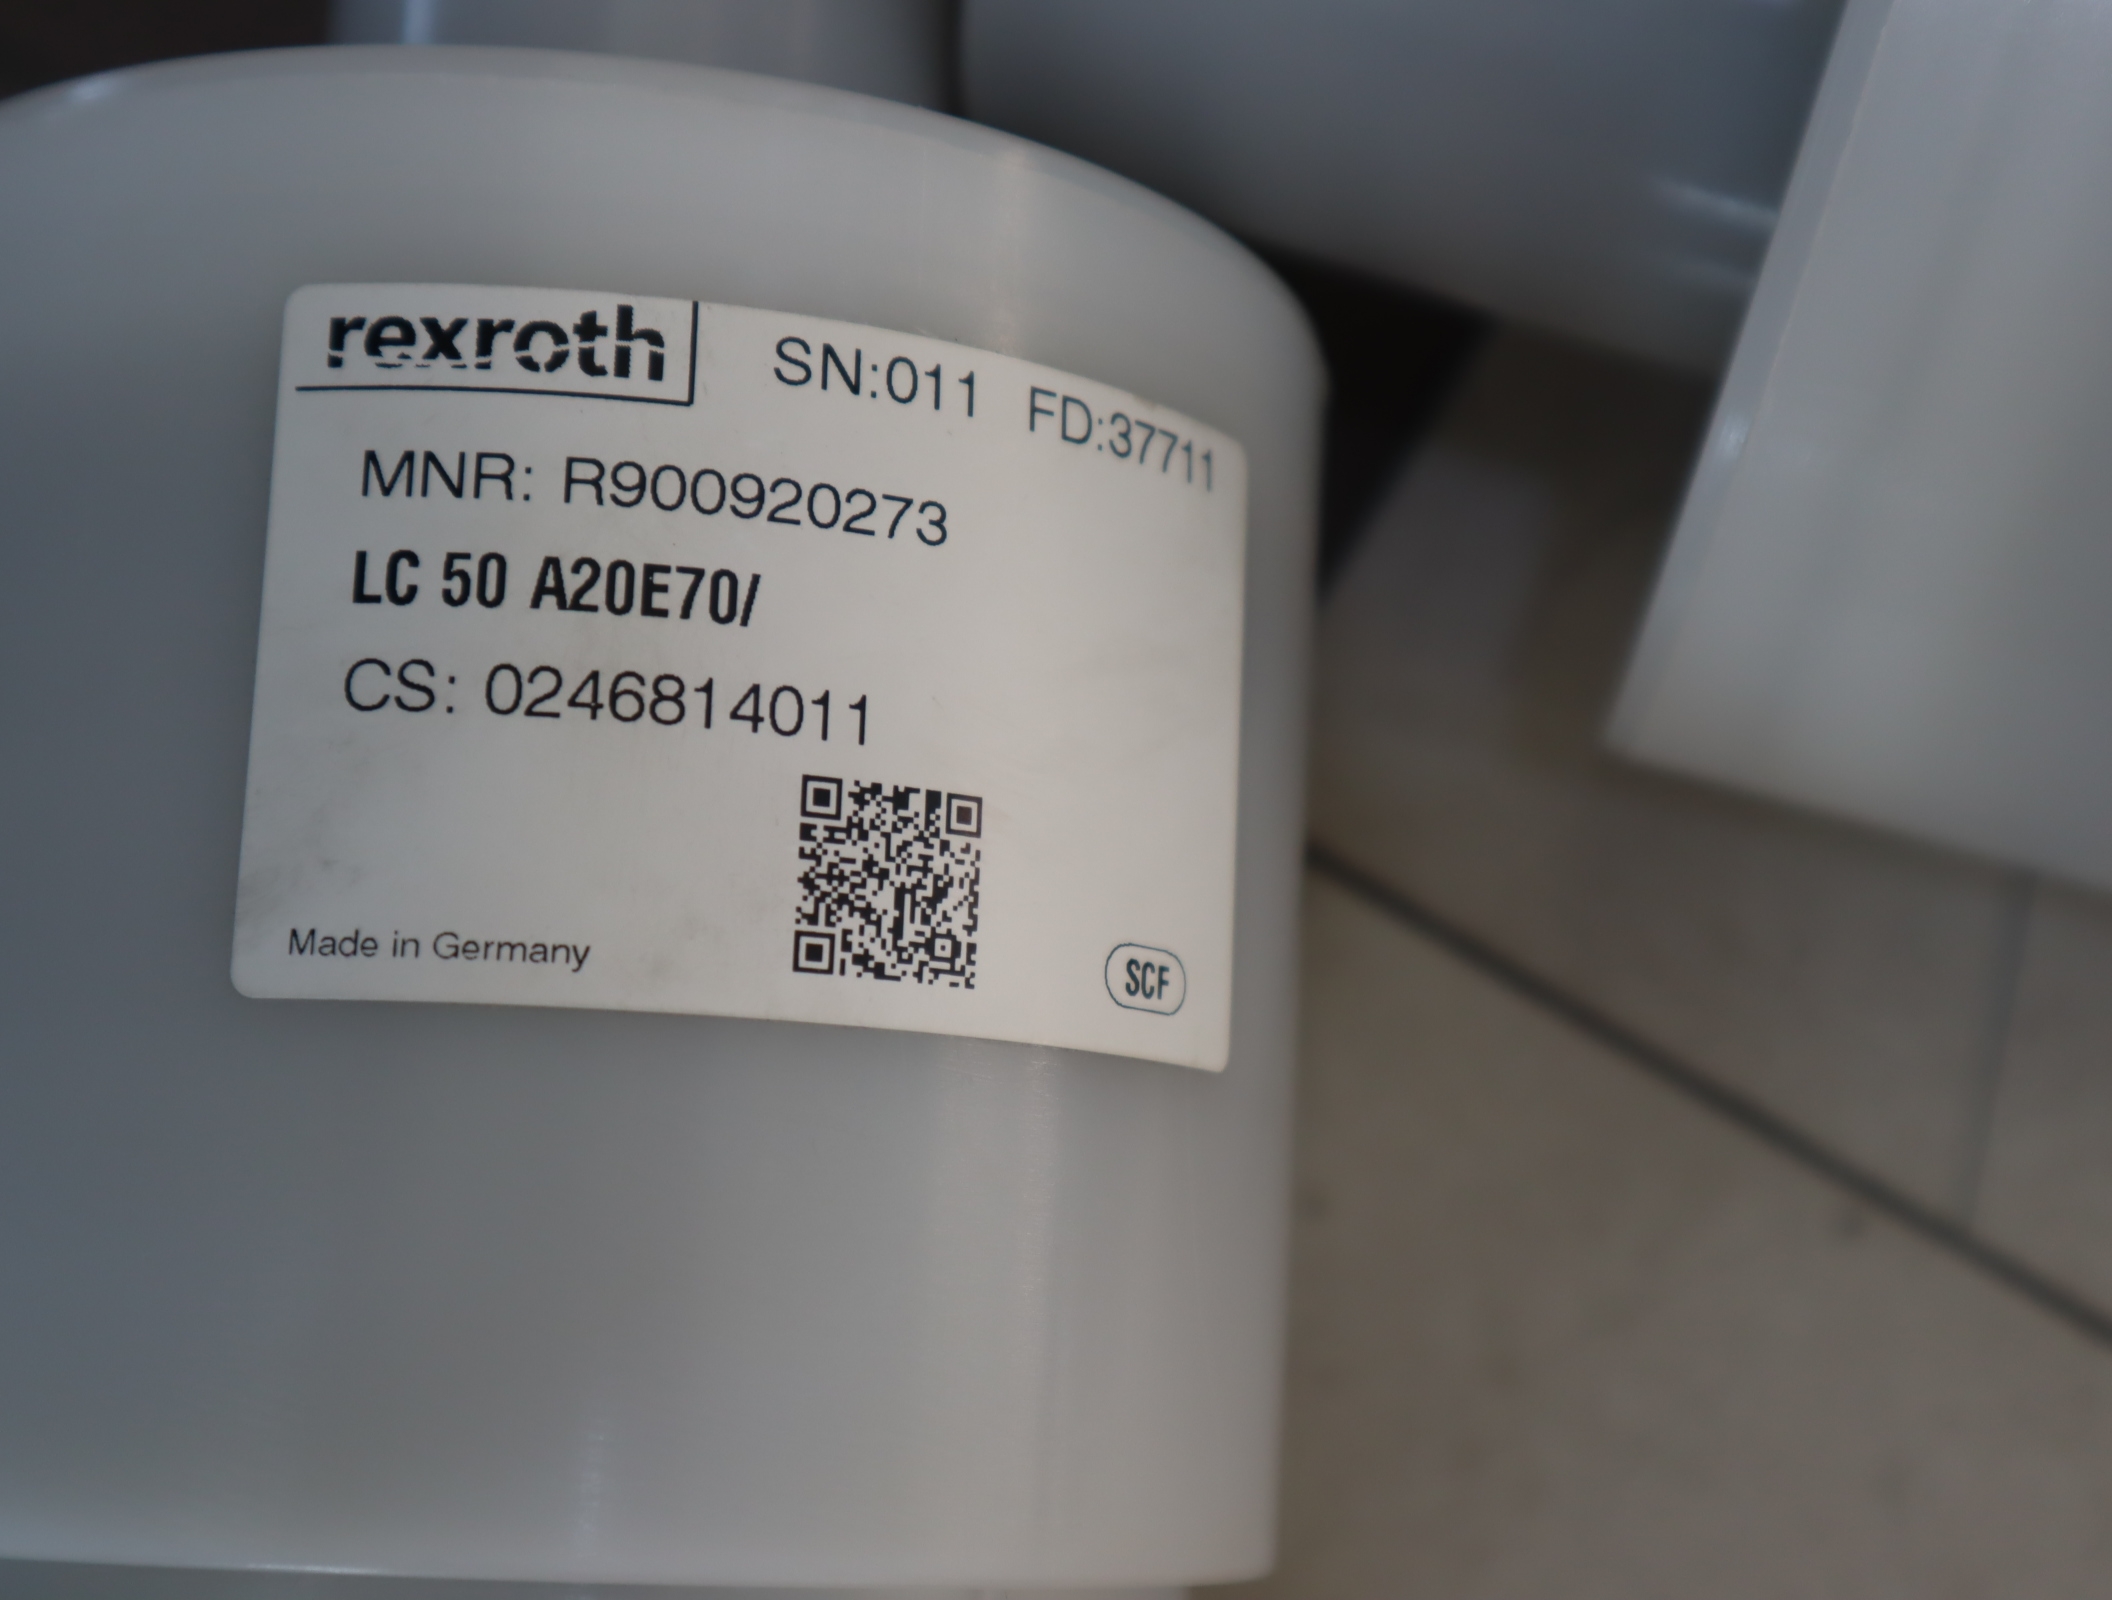 rexroth
SN:011 FD:37711
MNR: R900920273
LC 50 A20E70/
CS: 0246814011
Made in Germany
SCF